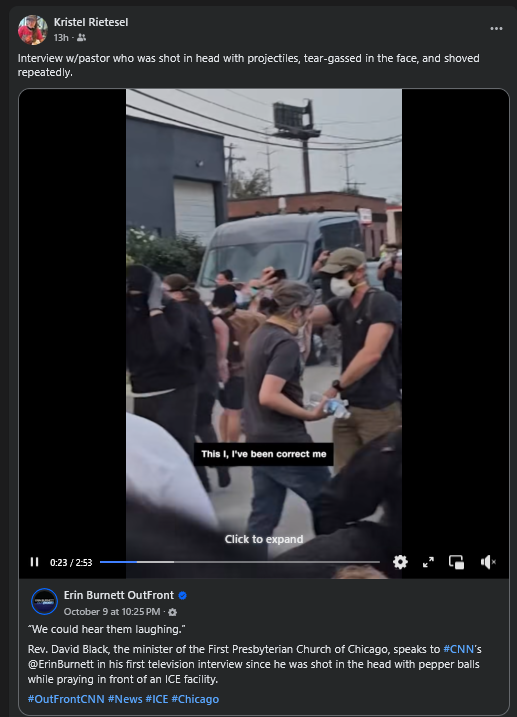 Kristel Rietesel
13h ·
Interview w/pastor who was shot in head with projectiles, tear-gassed in the face, and shoved
repeatedly.
This I, I've been correct me
Click to expand
0:23 / 2:53
Erin Burnett OutFront
October 9 at 10:25 PM ·
“We could hear them laughing.”
Rev. David Black, the minister of the First Presbyterian Church of Chicago, speaks to #CNN's
@ErinBurnett in his first television interview since he was shot in the head with pepper balls
while praying in front of an ICE facility.
#OutFrontCNN #News #ICE #Chicago